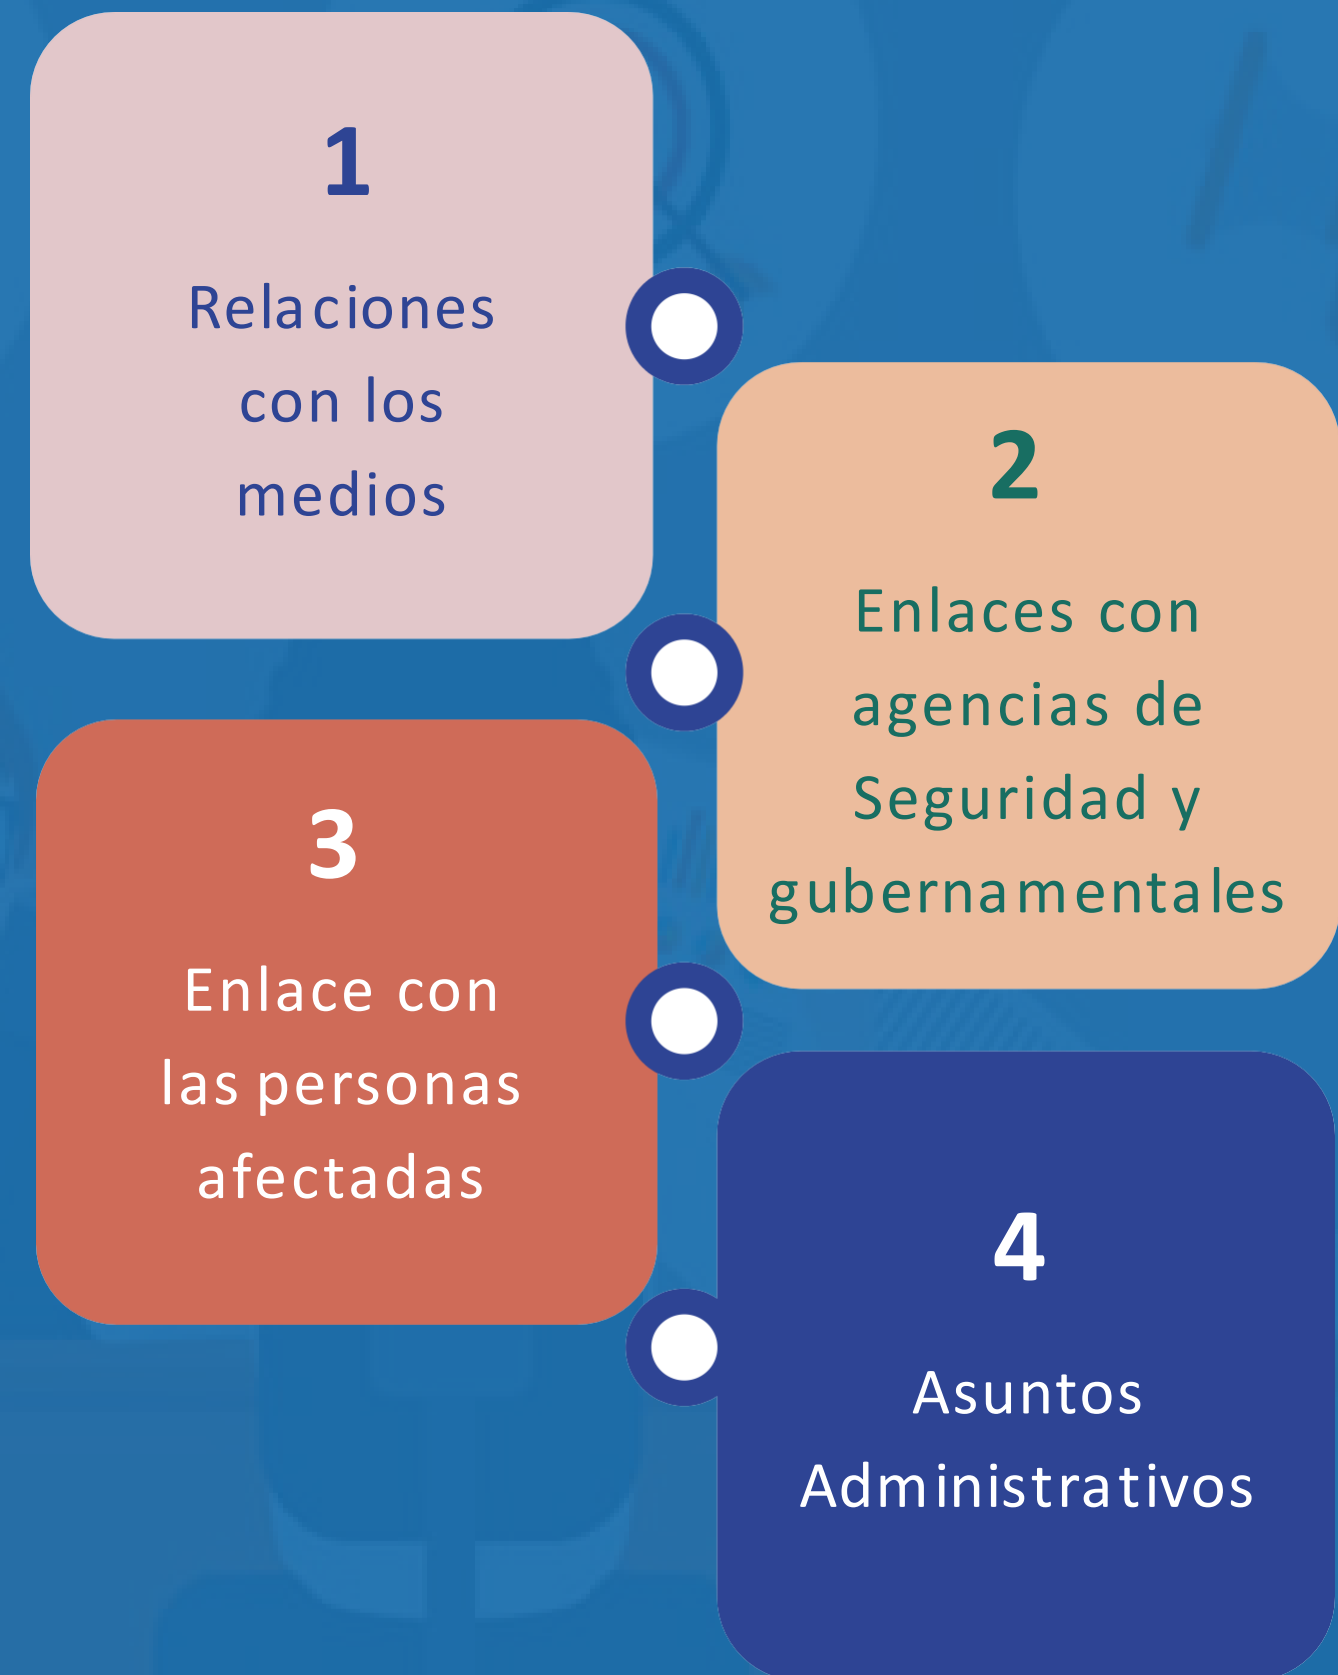 1
Relaciones
con los
medios
2
Enlaces con
agencias de
Seguridad y
gubernamentales
3
Enlace con
las personas
afectadas
4
Asuntos
Administrativos